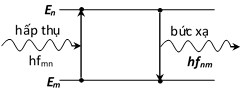 Eₙ
hấp thụ
hfₘₙ
bức xạ
hfₙₘ
Eₘ